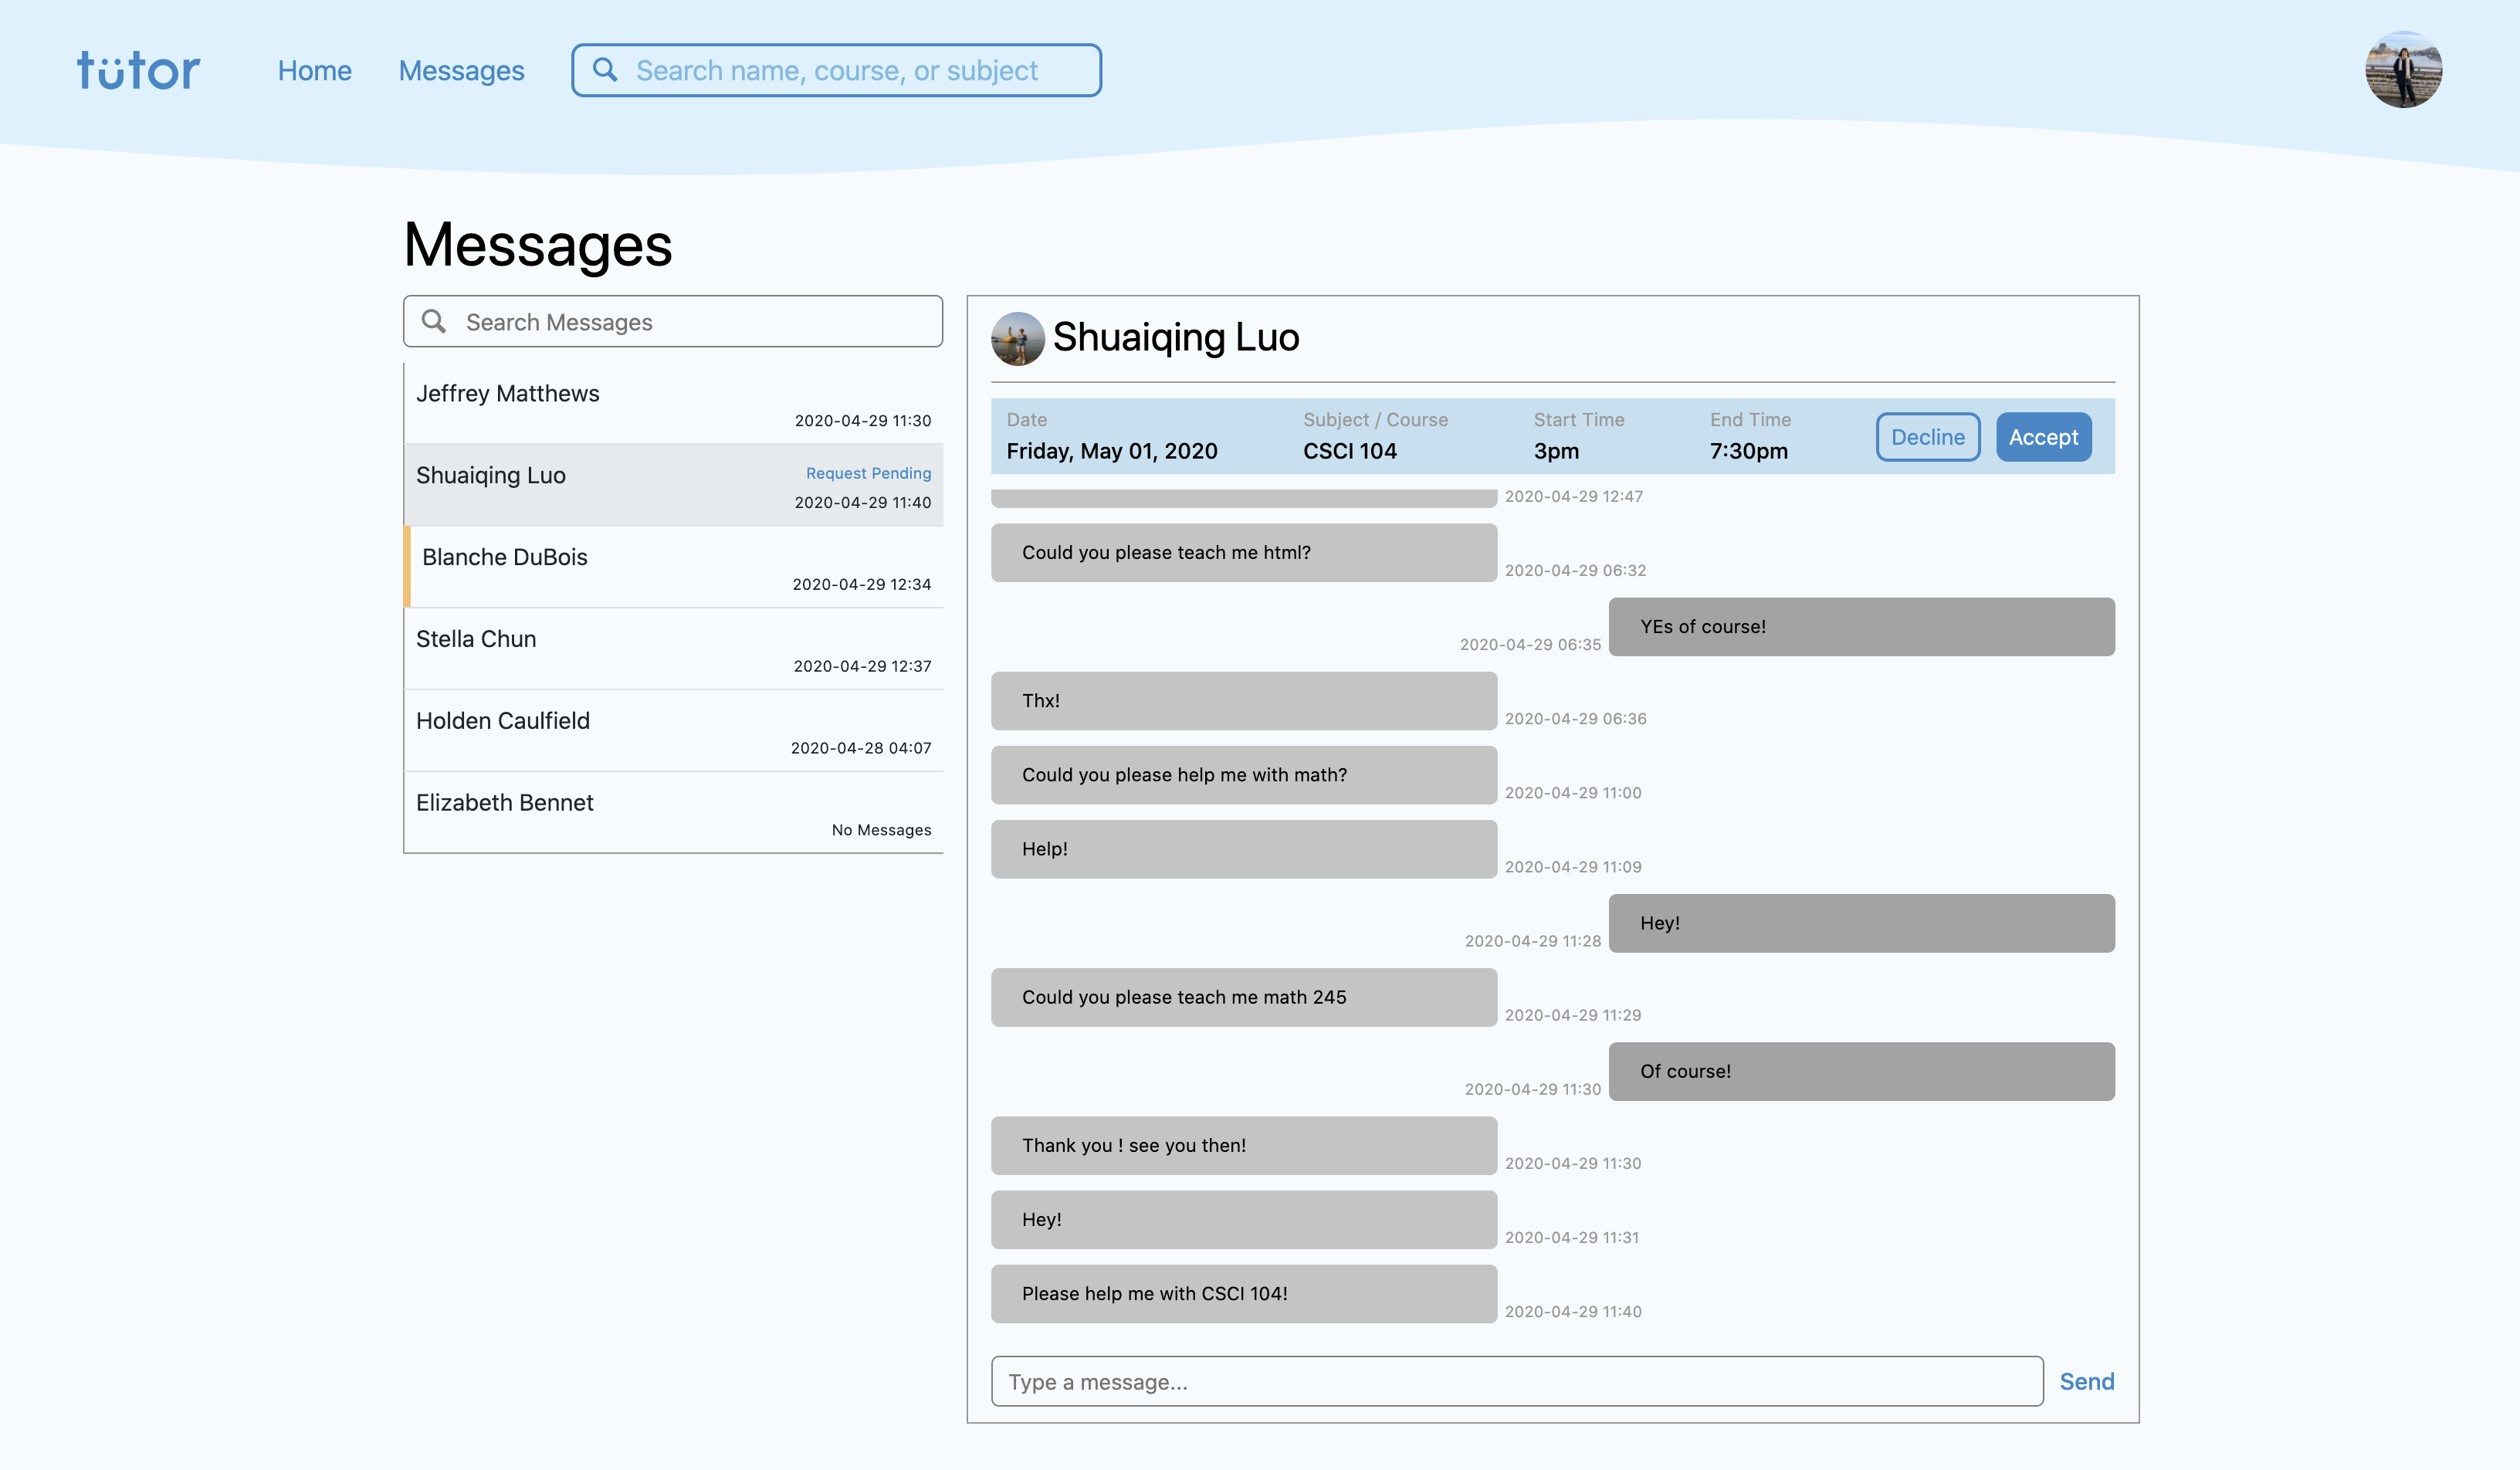 tütor
Home
Messages
Search name, course, or subject
Messages
Search Messages
Jeffrey Matthews
2020-04-29 11:30
Shuaiqing Luo
Request Pending
2020-04-29 11:40
Blanche DuBois
2020-04-29 12:34
Stella Chun
2020-04-29 12:37
Holden Caulfield
2020-04-28 04:07
Elizabeth Bennet
No Messages
Shuaiqing Luo
Date
Friday, May 01, 2020
Subject / Course
CSCI 104
Start Time
3pm
End Time
7:30pm
Decline
Accept
2020-04-29 12:47
Could you please teach me html?
2020-04-29 06:32
YEs of course!
2020-04-29 06:35
Thx!
2020-04-29 06:36
Could you please help me with math?
2020-04-29 11:00
Help!
2020-04-29 11:09
Hey!
2020-04-29 11:28
Could you please teach me math 245
2020-04-29 11:29
Of course!
2020-04-29 11:30
Thank you ! see you then!
2020-04-29 11:30
Hey!
2020-04-29 11:31
Please help me with CSCI 104!
2020-04-29 11:40
Type a message...
Send